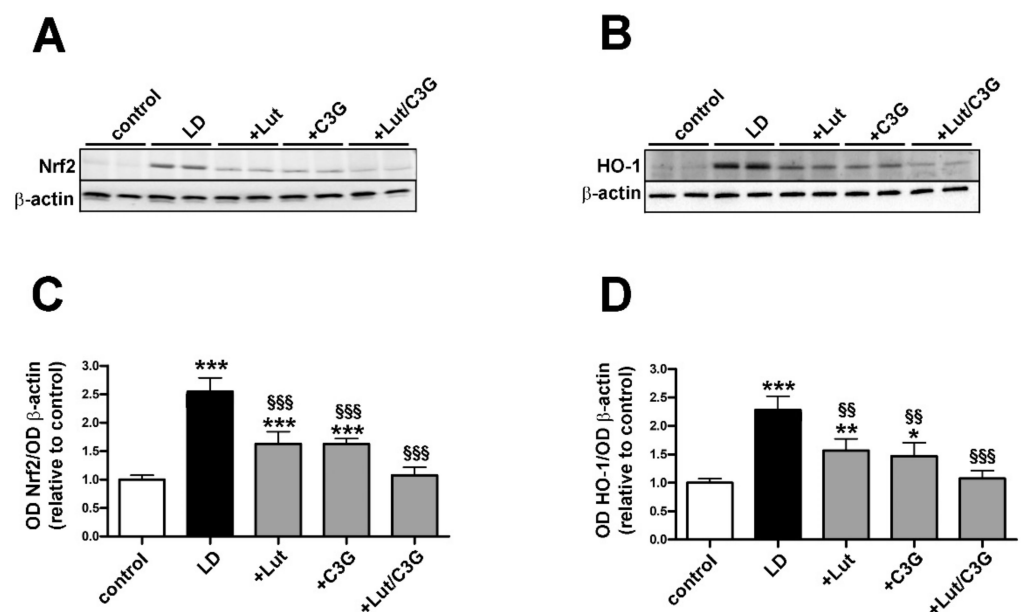 A
control
LD
+Lut
+C3G
+Lut/C3G
Nrf2
β-actin
B
control
LD
+Lut
+C3G
+Lut/C3G
HO-1
β-actin
C
OD Nrf2/OD β-actin
(relative to control)
3.0
2.5
2.0
1.5
1.0
0.5
0.0
***
§§§
***
§§§
***
§§§
control
LD
+Lut
+C3G
+Lut/C3G
D
OD HO-1/OD β-actin
(relative to control)
3.0
2.5
2.0
1.5
1.0
0.5
0.0
***
§§
**
§§
*
§§§
control
LD
+Lut
+C3G
+Lut/C3G